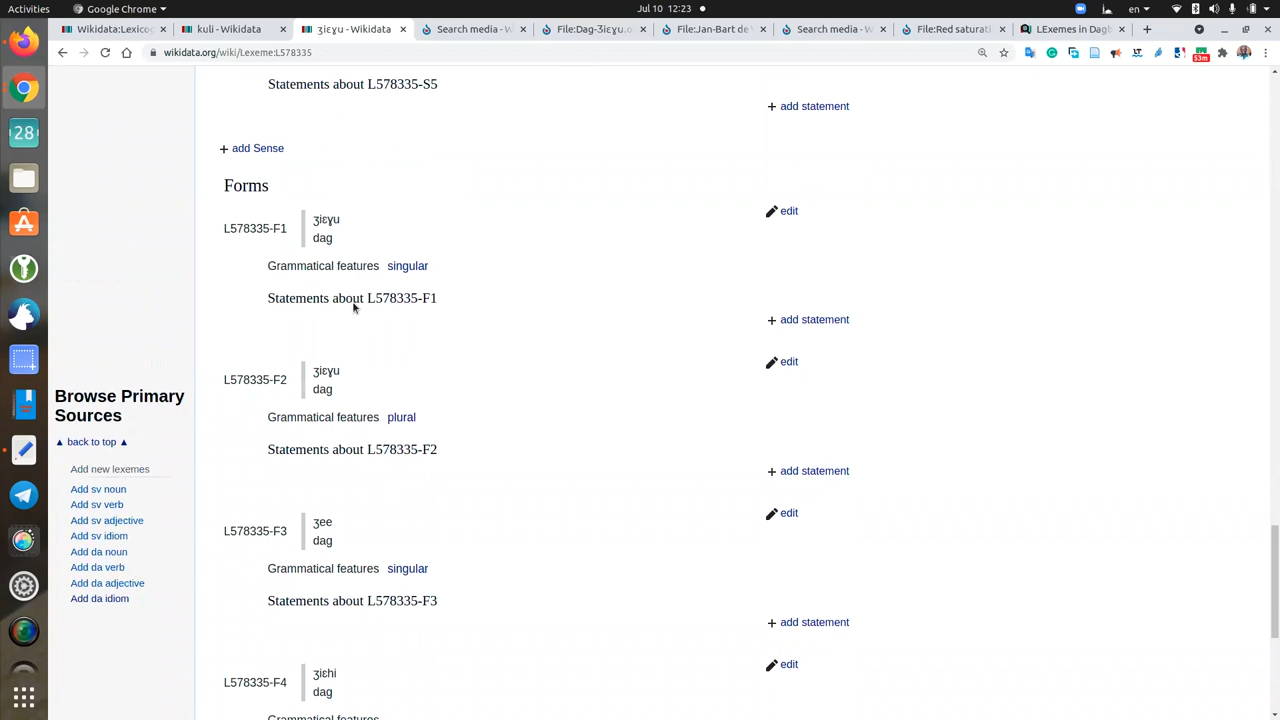 Activities
Google Chrome
Jul 10 12:23
en
Wikidata:Lexicog
kuli - Wikidata
ʒiɛɣu - Wikidata
Search media - W
File:Dag-Ʒiɛɣu.o
File:Jan-Bart de
Search media - W
File:Red saturati
LExemes in Dagb
wikidata.org/wiki/Lexeme:L578335
53m
28
Statements about L578335-S5
+ add statement
+ add Sense
Forms
L578335-F1
ʒiɛɣu
dag
edit
Grammatical features singular
Statements about L578335-F1
+ add statement
L578335-F2
ʒiɛɣu
dag
edit
Grammatical features plural
Statements about L578335-F2
+ add statement
L578335-F3
ʒee
dag
edit
Grammatical features singular
Statements about L578335-F3
+ add statement
L578335-F4
ʒiɛhi
dag
edit
Grammatical features
Browse Primary
Sources
▲ back to top ▲
Add new lexemes
Add sv noun
Add sv verb
Add sv adjective
Add sv idiom
Add da noun
Add da verb
Add da adjective
Add da idiom